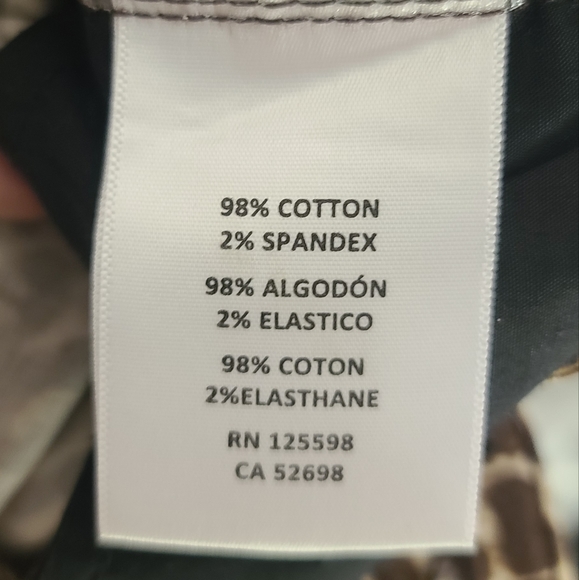 98% COTTON
2% SPANDEX
98% ALGODÓN
2% ELASTICO
98% COTON
2%ELASTHANE
RN 125598
CA 52698